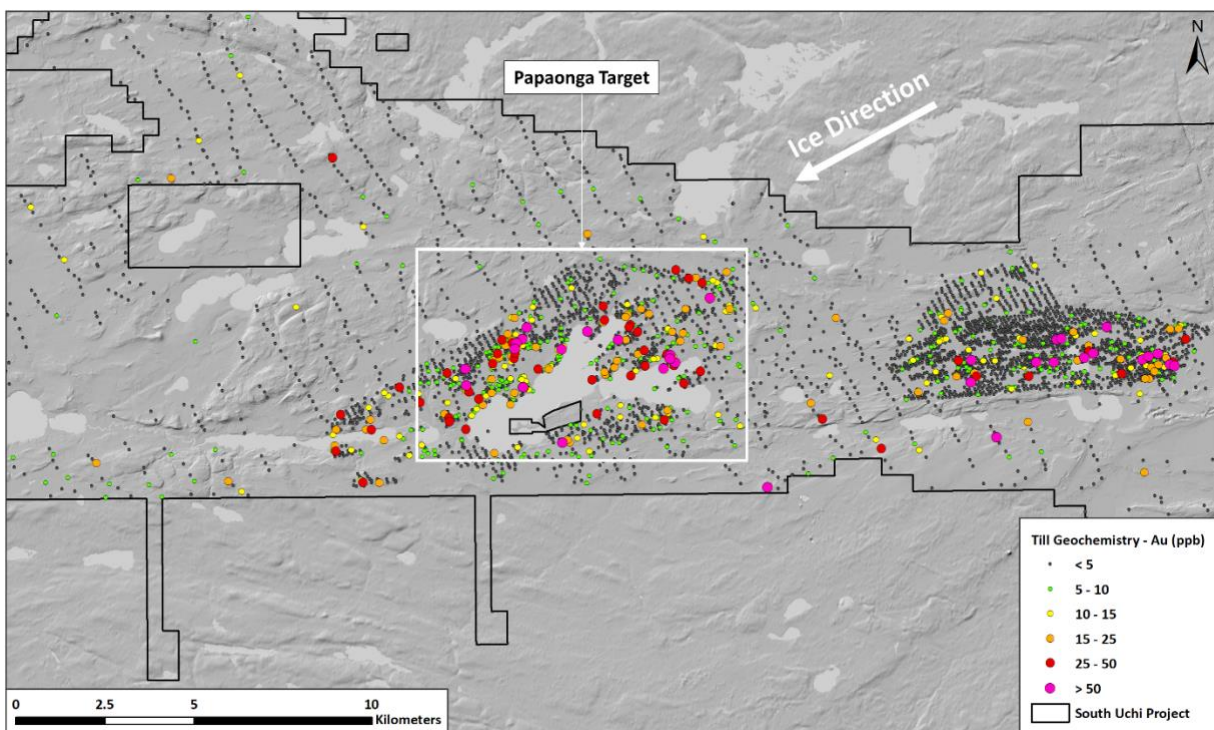 N
Papaonga Target
Ice Direction
Till Geochemistry - Au (ppb)
< 5
5 - 10
10 - 15
15 - 25
25 - 50
> 50
South Uchi Project
0 2.5 5 10
Kilometers